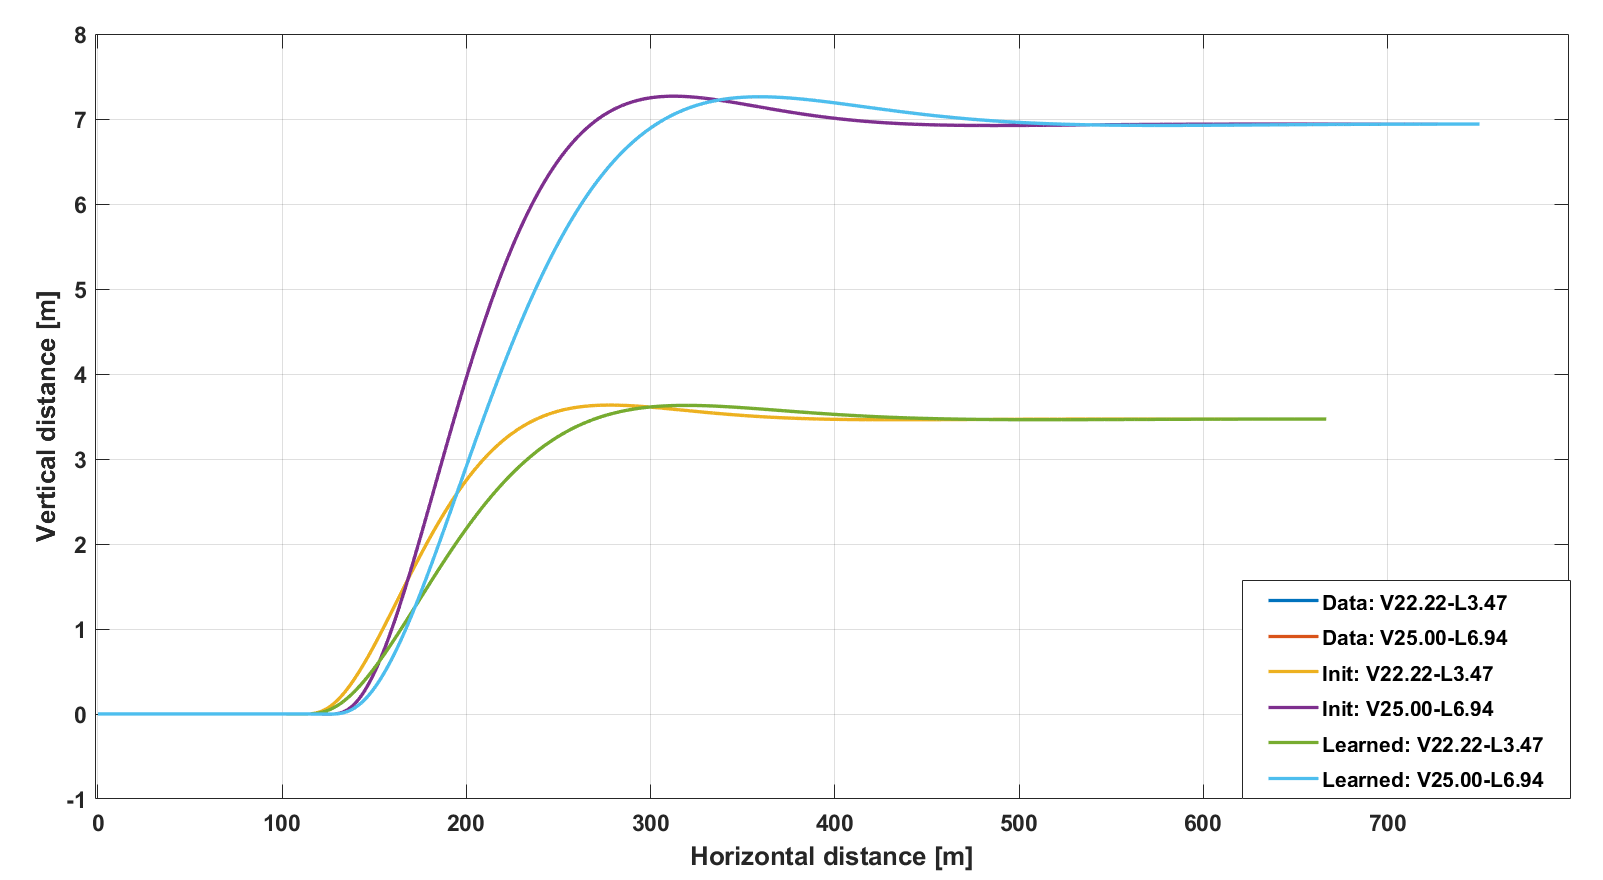 8
7
6
5
4
3
2
1
0
-1
Vertical distance [m]
0 100 200 300 400 500 600 700
Horizontal distance [m]
Data: V22.22-L3.47
Data: V25.00-L6.94
Init: V22.22-L3.47
Init: V25.00-L6.94
Learned: V22.22-L3.47
Learned: V25.00-L6.94